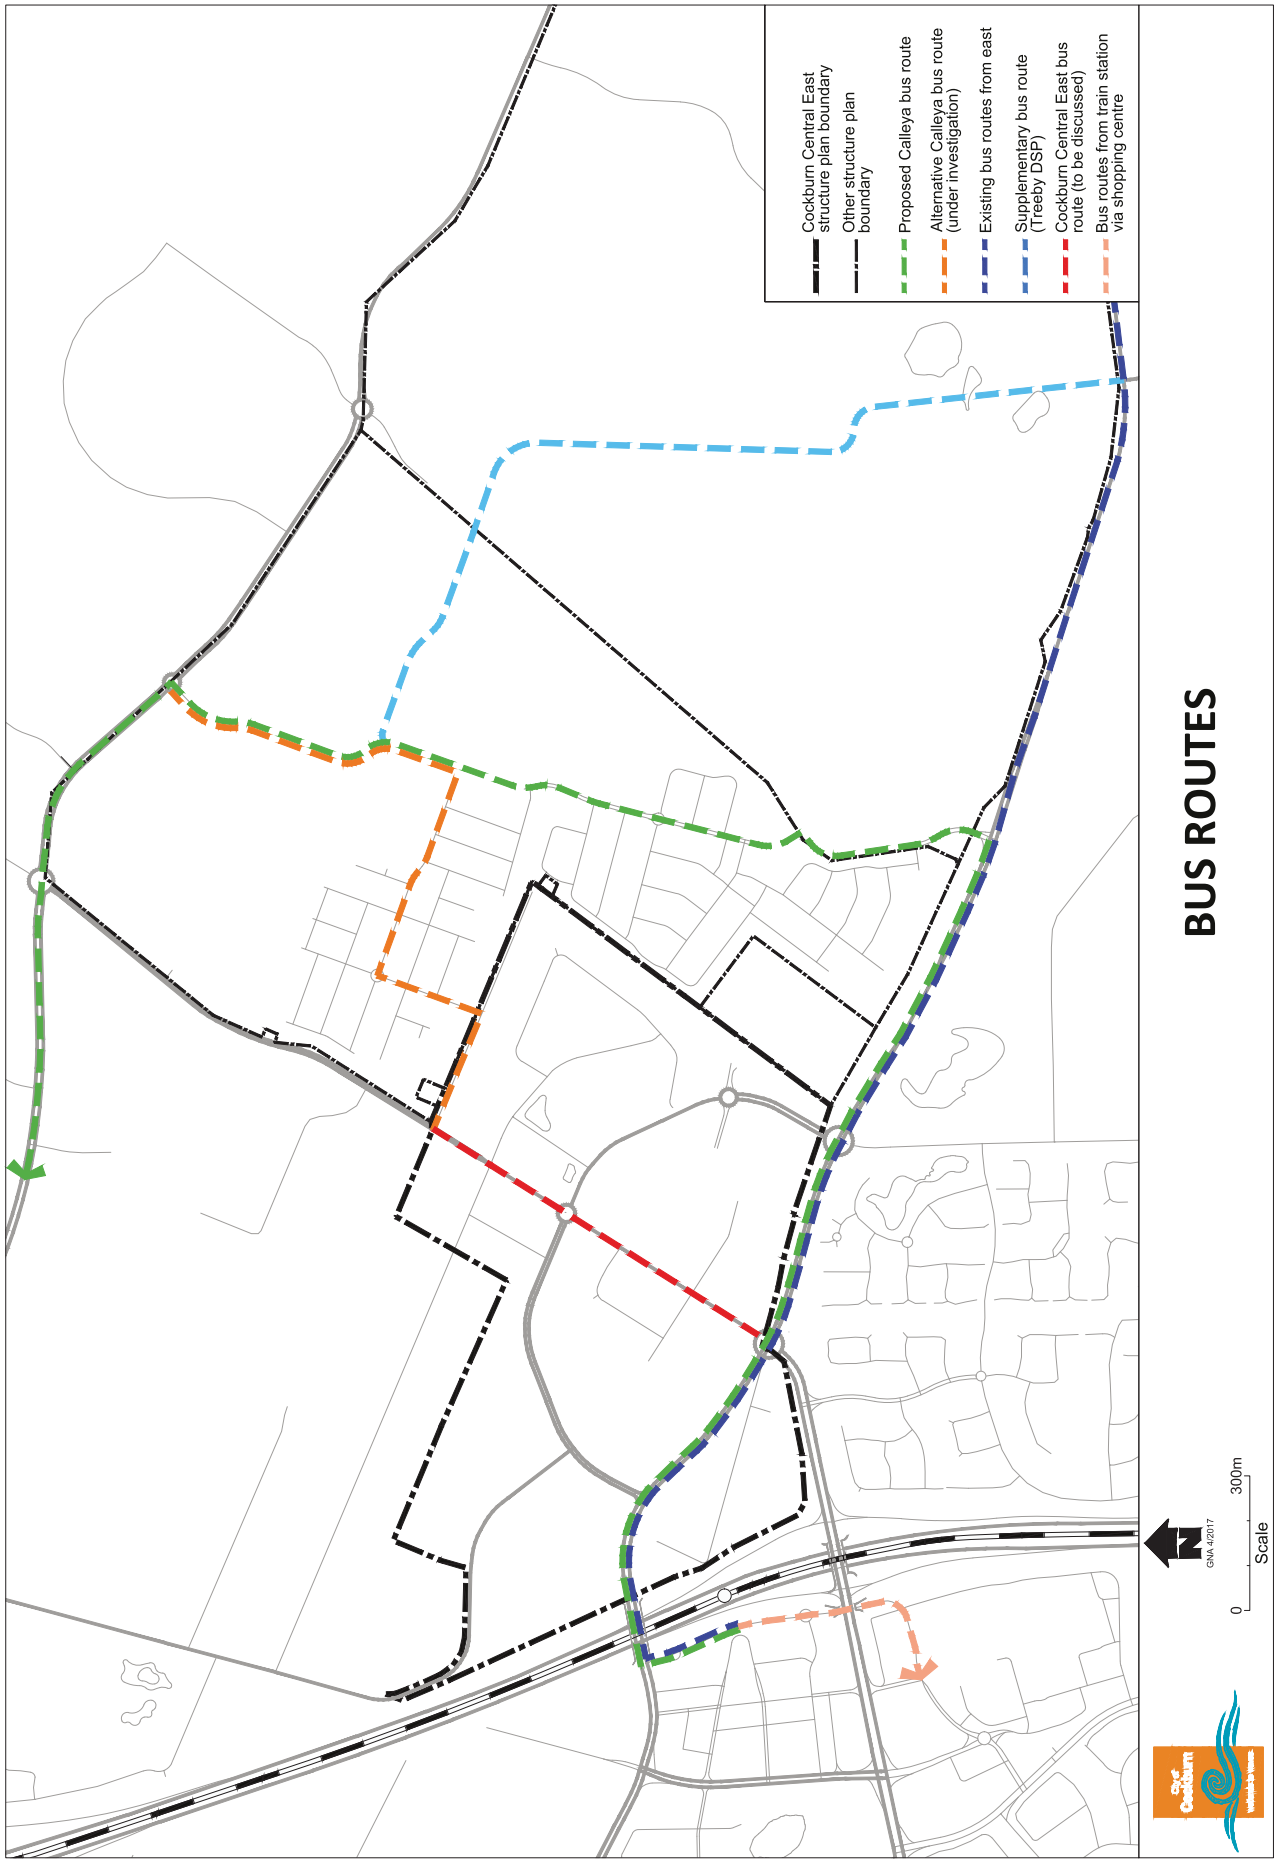 Cockburn Central East
structure plan boundary
Other structure plan
boundary
Proposed Calleya bus route
Alternative Calleya bus route
(under investigation)
Existing bus routes from east
Supplementary bus route
(Treeby DSP)
Cockburn Central East bus
route (to be discussed)
Bus routes from train station
via shopping centre
BUS ROUTES
N
GNA 4/2017
0 300m
Scale
City of
Cockburn